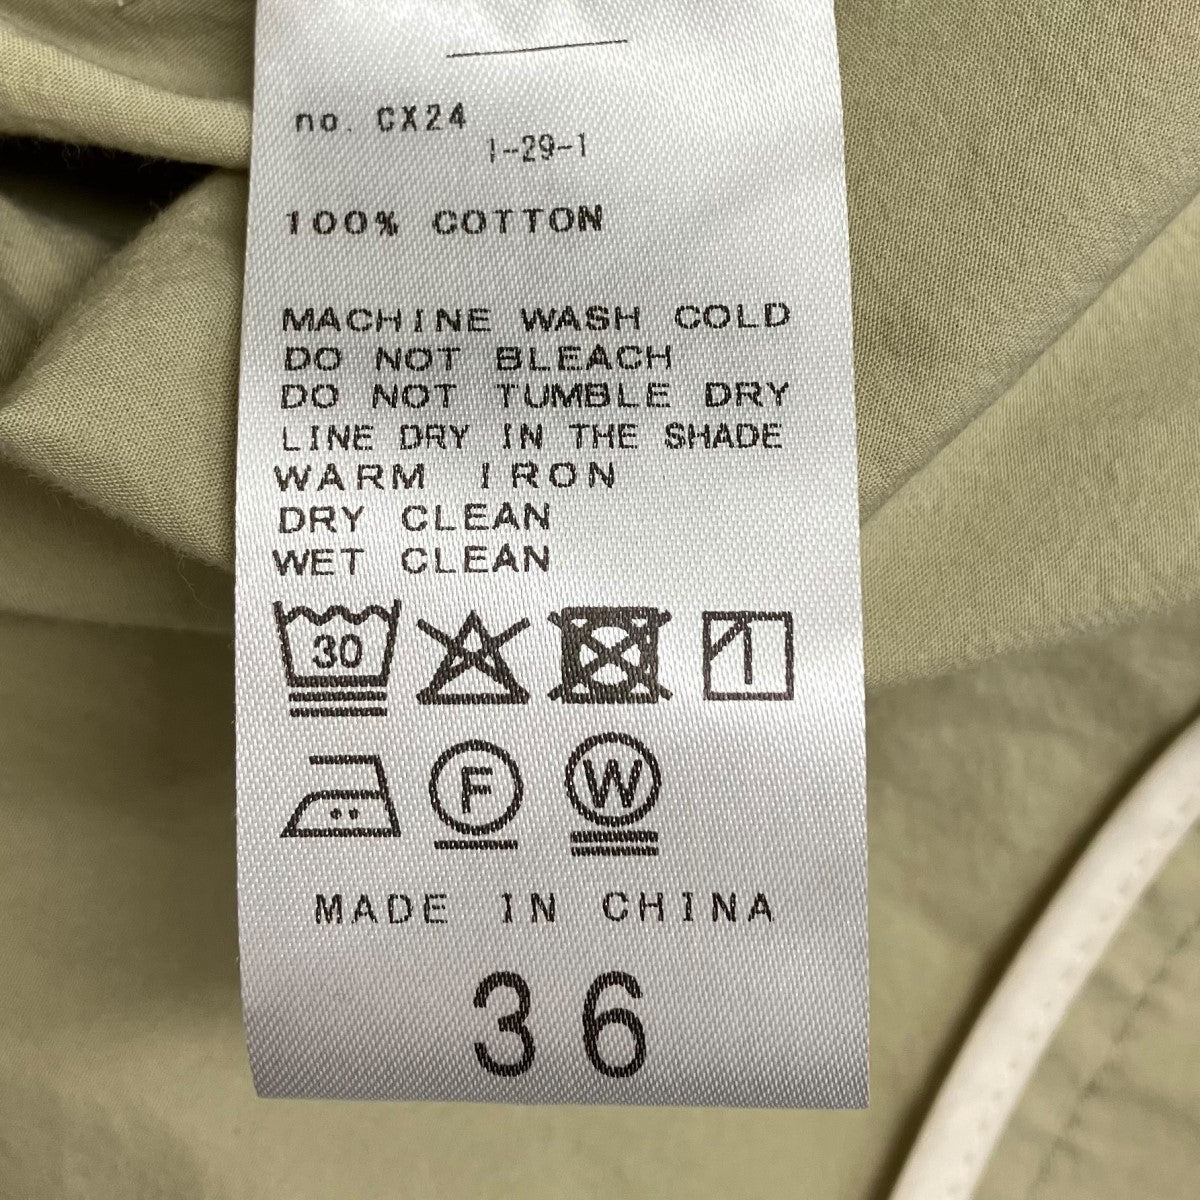 no. CX24
1-29-1
100% COTTON
MACHINE WASH COLD
DO NOT BLEACH
DO NOT TUMBLE DRY
LINE DRY IN THE SHADE
WARM IRON
DRY CLEAN
WET CLEAN
30
F W
MADE IN CHINA
36